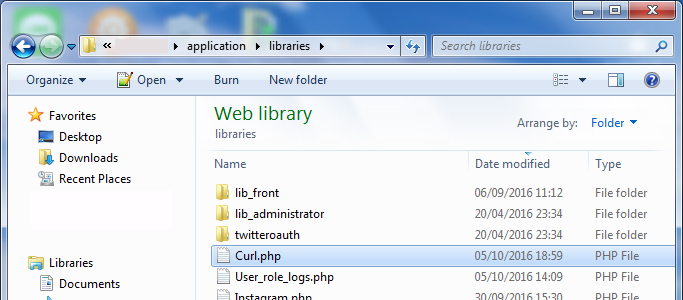 « application libraries Search libraries
Organize Open Burn New folder
Favorites
Desktop
Downloads
Recent Places
Libraries
Documents
Web library
libraries
Arrange by: Folder
Name Date modified Type
lib_front 06/09/2016 11:12 File folder
lib_administrator 20/04/2016 23:34 File folder
twitteroauth 20/04/2016 23:34 File folder
Curl.php 05/10/2016 18:59 PHP File
User_role_logs.php 05/10/2016 14:09 PHP File
Instagram.php 30/09/2016 15:30 PHP File